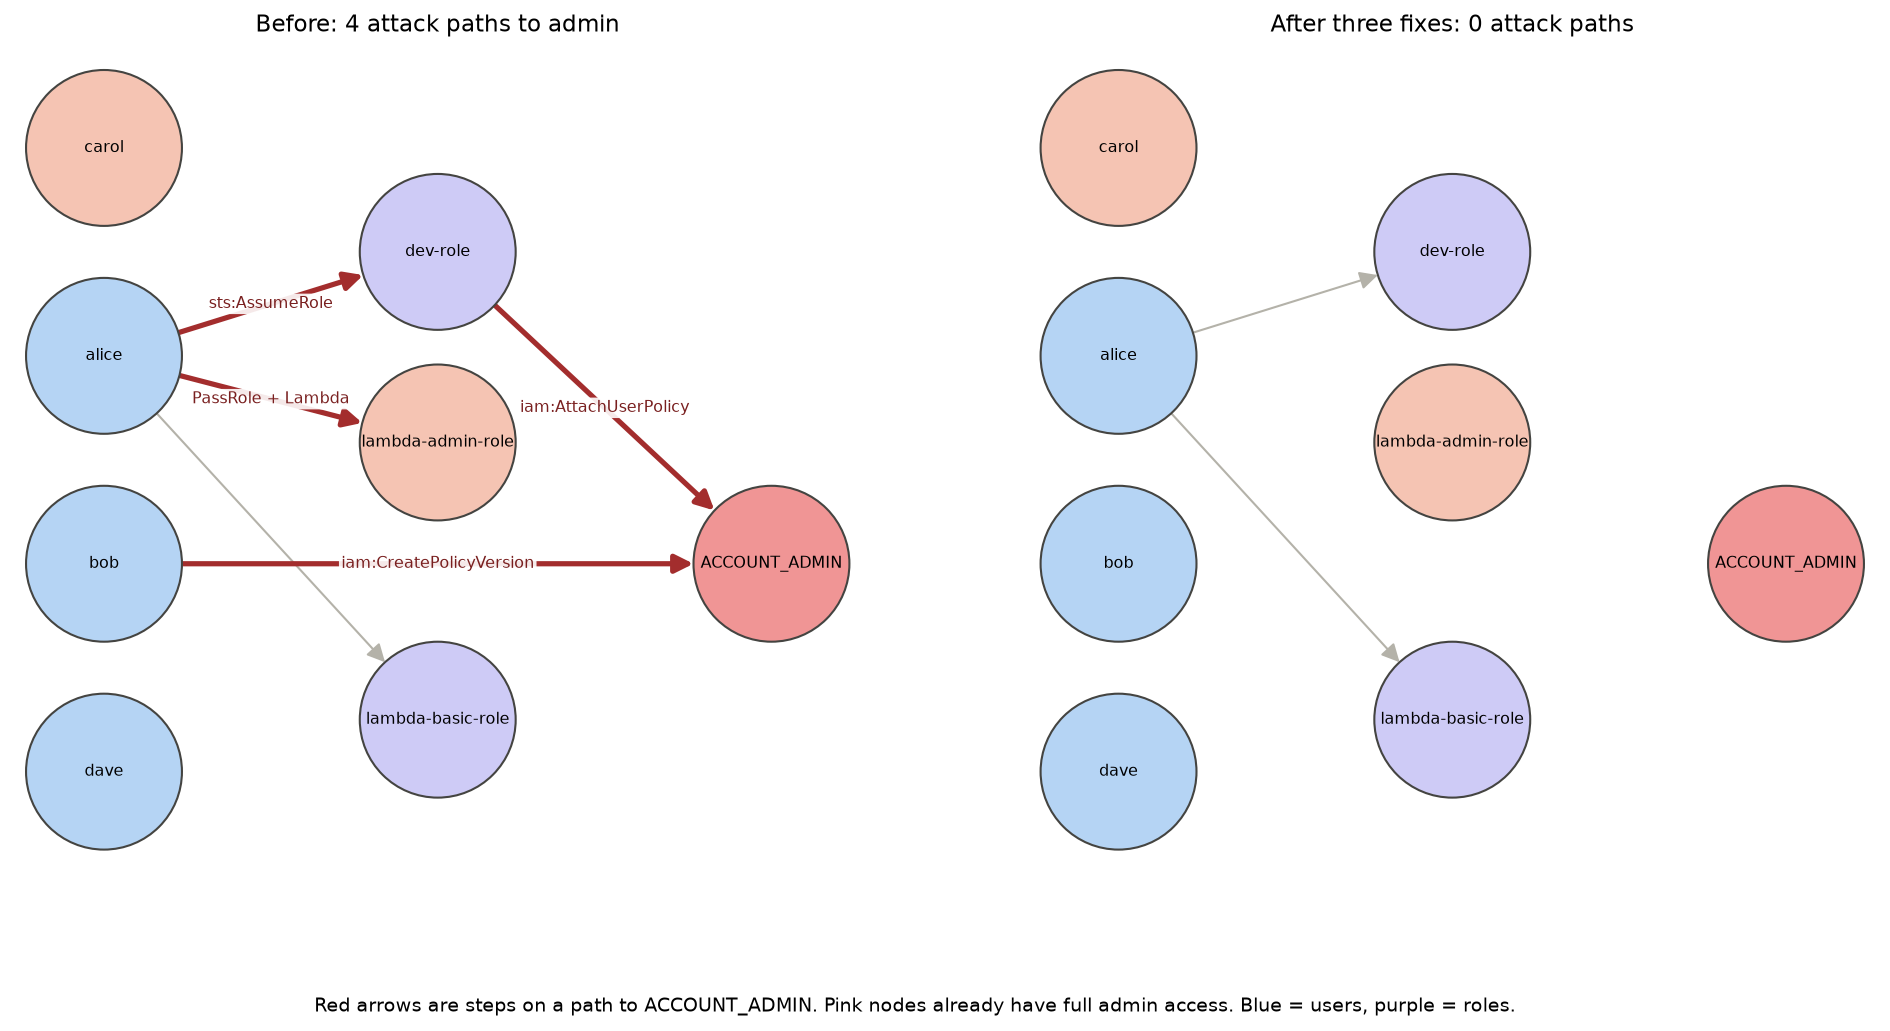 Before: 4 attack paths to admin
carol
dev-role
sts:AssumeRole
alice
PassRole + Lambda
iam:AttachUserPolicy
lambda-admin-role
bob
iam:CreatePolicyVersion
ACCOUNT_ADMIN
lambda-basic-role
dave
After three fixes: 0 attack paths
carol
dev-role
alice
lambda-admin-role
bob
ACCOUNT_ADMIN
lambda-basic-role
dave
Red arrows are steps on a path to ACCOUNT_ADMIN. Pink nodes already have full admin access. Blue = users, purple = roles.